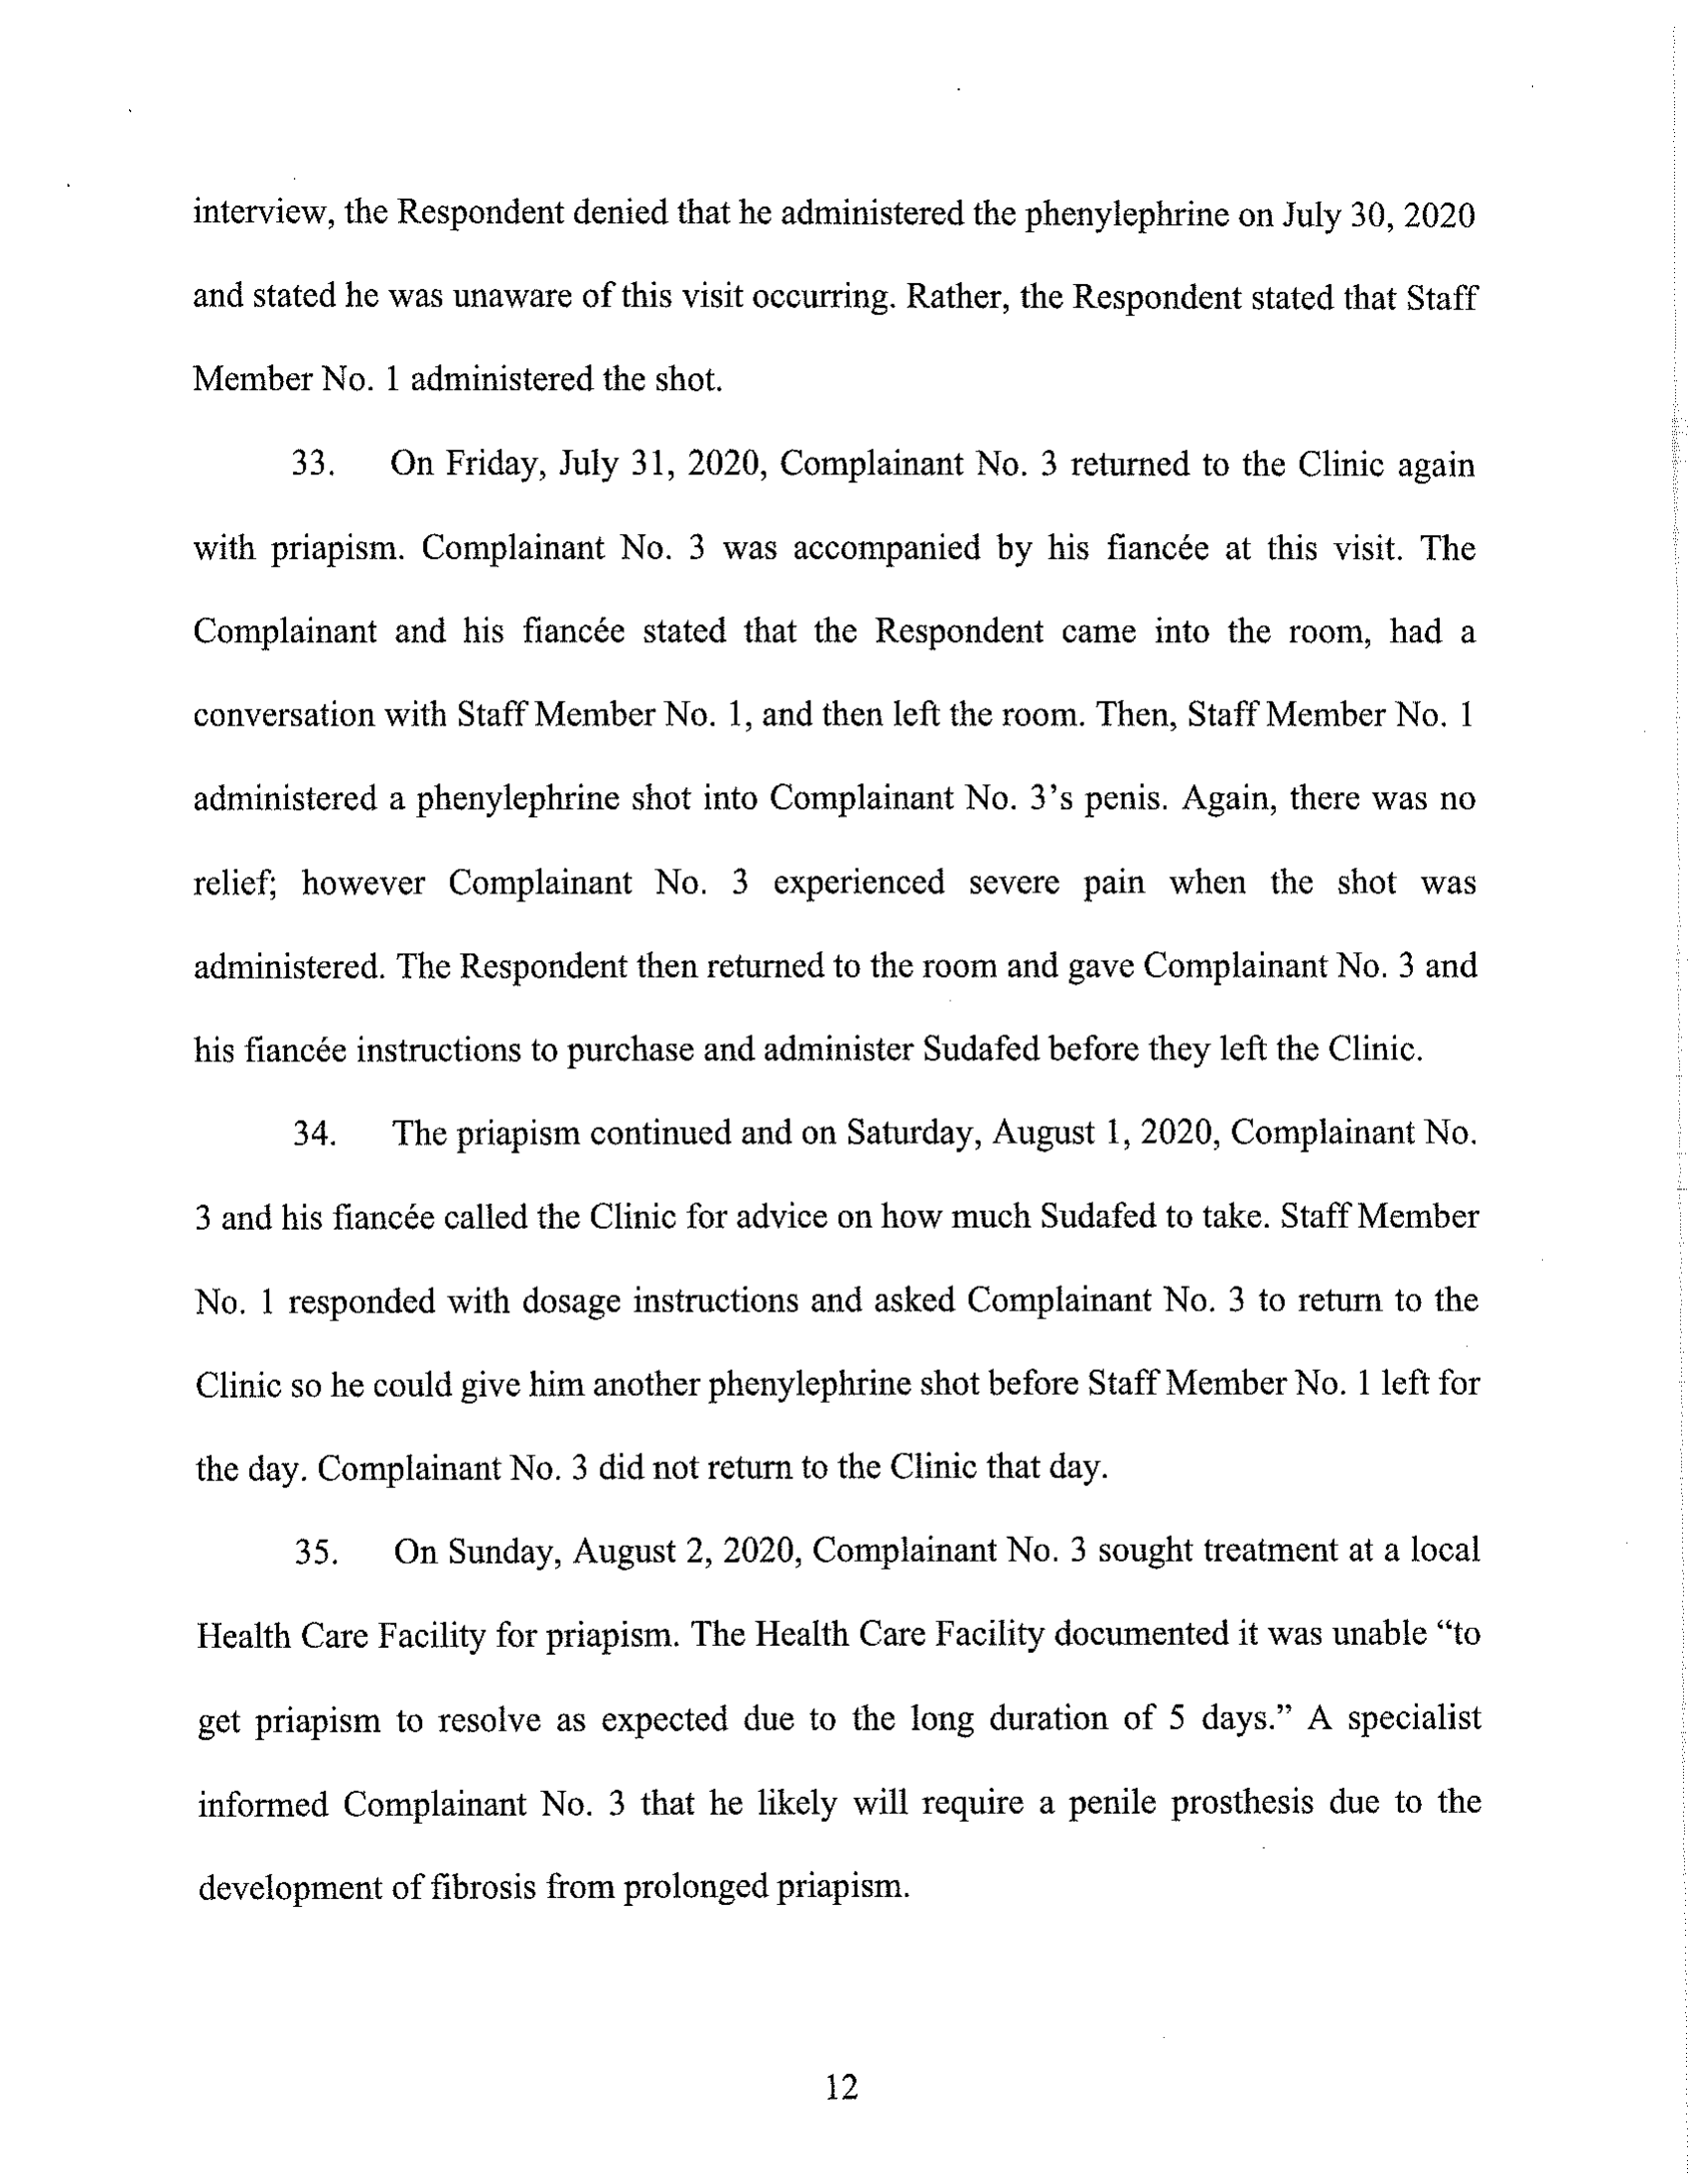 interview, the Respondent denied that he administered the phenylephrine on July 30, 2020
and stated he was unaware of this visit occurring. Rather, the Respondent stated that Staff
Member No. 1 administered the shot.
33. On Friday, July 31, 2020, Complainant No. 3 returned to the Clinic again
with priapism. Complainant No. 3 was accompanied by his fiancée at this visit. The
Complainant and his fiancée stated that the Respondent came into the room, had a
conversation with Staff Member No. 1, and then left the room. Then, Staff Member No. 1
administered a phenylephrine shot into Complainant No. 3’s penis. Again, there was no
relief; however Complainant No. 3 experienced severe pain when the shot was
administered. The Respondent then returned to the room and gave Complainant No. 3 and
his fiancée instructions to purchase and administer Sudafed before they left the Clinic.
34. The priapism continued and on Saturday, August 1, 2020, Complainant No.
3 and his fiancée called the Clinic for advice on how much Sudafed to take. Staff Member
No. 1 responded with dosage instructions and asked Complainant No. 3 to return to the
Clinic so he could give him another phenylephrine shot before Staff Member No. 1 left for
the day. Complainant No. 3 did not return to the Clinic that day.
35. On Sunday, August 2, 2020, Complainant No. 3 sought treatment at a local
Health Care Facility for priapism. The Health Care Facility documented it was unable “to
get priapism to resolve as expected due to the long duration of 5 days.” A specialist
informed Complainant No. 3 that he likely will require a penile prosthesis due to the
development of fibrosis from prolonged priapism.
12